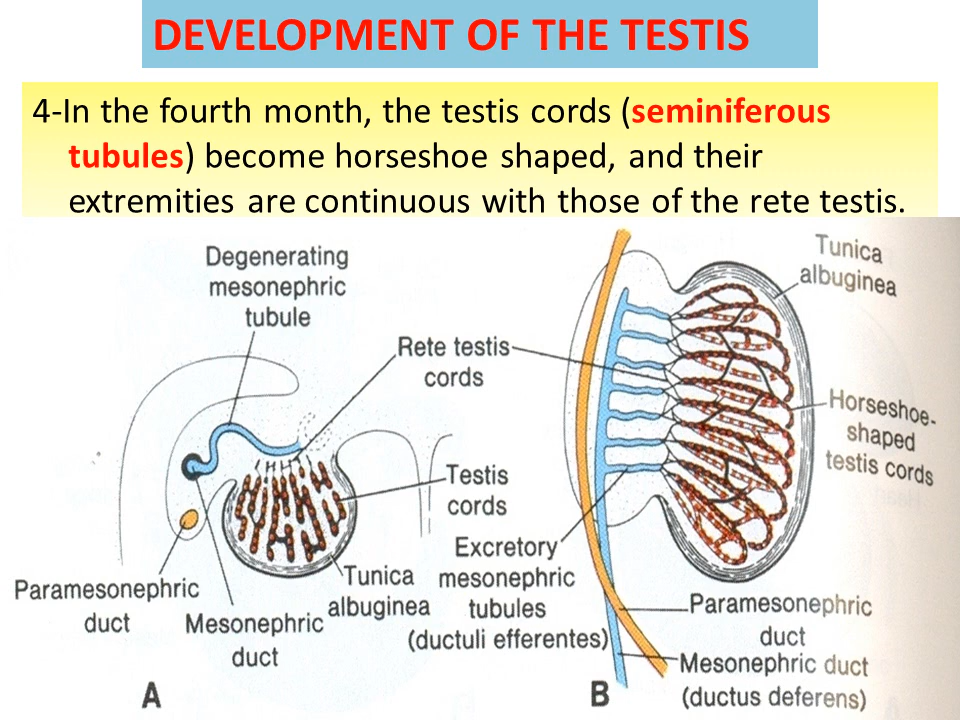 DEVELOPMENT OF THE TESTIS
4-In the fourth month, the testis cords (seminiferous
tubules) become horseshoe shaped, and their
extremities are continuous with those of the rete testis.
Degenerating
mesonephric
tubule
Rete testis
cords
Testis
cords
Tunica
albuginea
Paramesonephric
duct
Mesonephric
duct
A
Tunica
albuginea
Horseshoe-
shaped
testis cords
Excretory
mesonephric
tubules
(ductuli efferentes)
Paramesonephric
duct
Mesonephric duct
(ductus deferens)
B